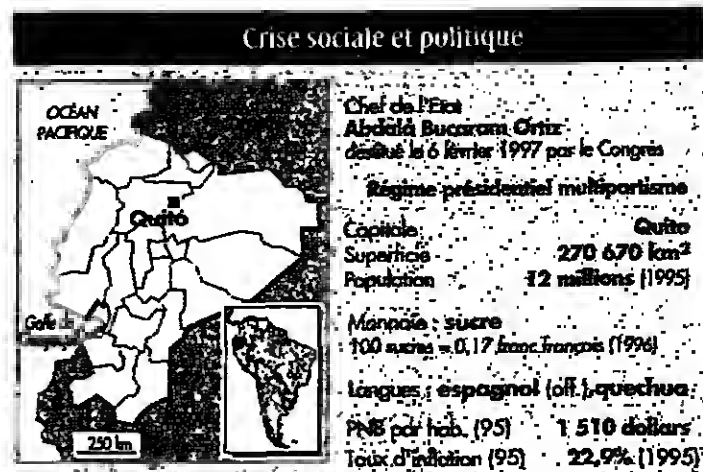 Crise sociale et politique
OCÉAN
PACIFIQUE
Quito
Golfe de
250 km
Chef de l'État
Abdalá Bucaram Ortiz
destitué le 6 février 1997 par le Congrès
Régime présidentiel multipartisme
Capitale Quito
Superficie 270 670 km²
Population 12 millions (1995)
Monnaie : sucre
100 sucres = 0,17 franc français (1996)
Langues : espagnol (off.), quechua
PNB par hab. (95) 1 510 dollars
Taux d'inflation (95) 22,9% (1995)